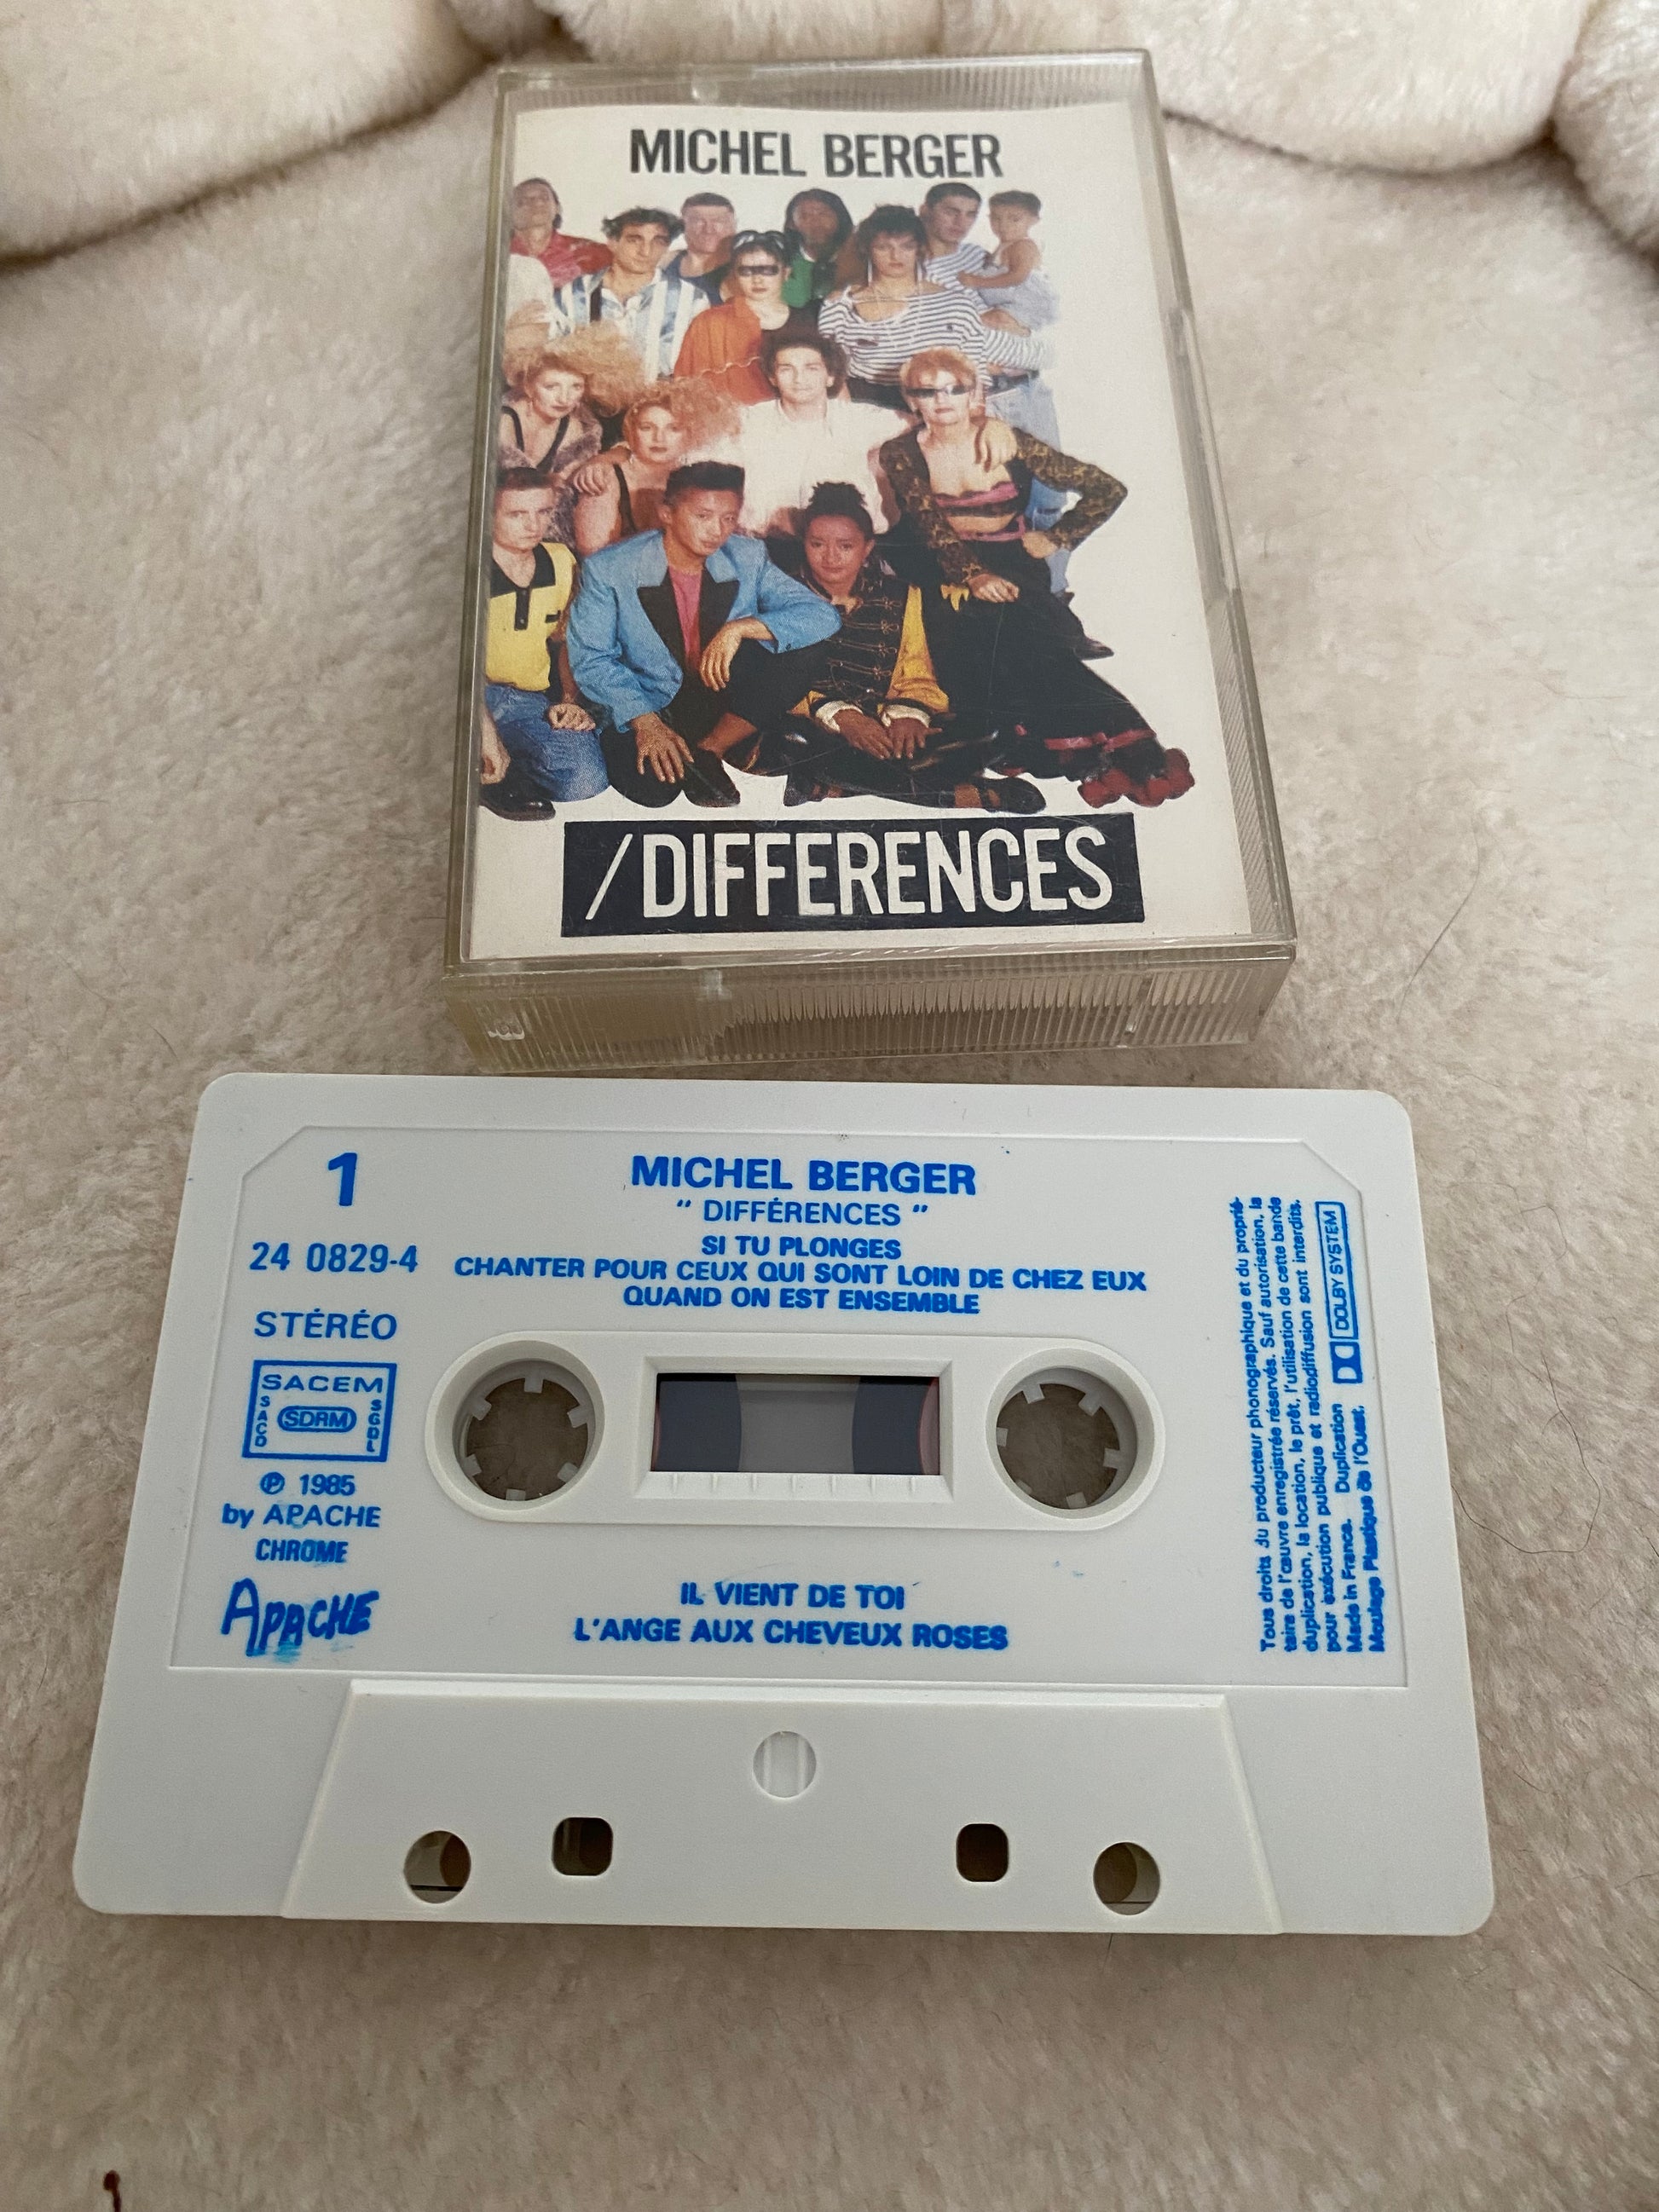 MICHEL BERGER
/DIFFERENCES
1
MICHEL BERGER
“ DIFFÉRENCES ”
24 0829-4
SI TU PLONGES
CHANTER POUR CEUX QUI SONT LOIN DE CHEZ EUX
QUAND ON EST ENSEMBLE
STÉRÉO
SACEM
SACD
SDRM
SGDL
℗ 1985
by APACHE
CHROME
APACHE
IL VIENT DE TOI
L'ANGE AUX CHEVEUX ROSES
Tous droits du producteur phonographique et du proprié-
taire de l'œuvre enregistrée réservés. Sauf autorisation, la
duplication, la location, le prêt, l'utilisation de cette bande
pour exécution publique et radiodiffusion sont interdits.
Made in France. Duplication
Moulage Plastique de l'Ouest.
DOLBY SYSTEM